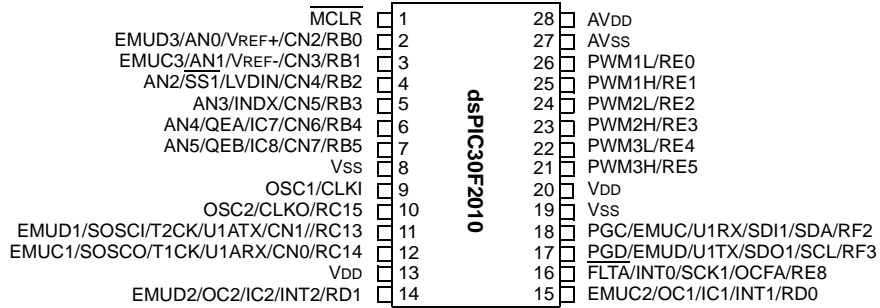 MCLR 1 28 AVDD
EMUD3/AN0/VREF+/CN2/RB0 2 27 AVSS
EMUC3/AN1/VREF-/CN3/RB1 3 26 PWM1L/RE0
AN2/SS1/LVDIN/CN4/RB2 4 25 PWM1H/RE1
AN3/INDX/CN5/RB3 5 24 PWM2L/RE2
AN4/QEA/IC7/CN6/RB4 6 23 PWM2H/RE3
AN5/QEB/IC8/CN7/RB5 7 22 PWM3L/RE4
VSS 8 21 PWM3H/RE5
OSC1/CLKI 9 20 VDD
OSC2/CLKO/RC15 10 19 VSS
EMUD1/SOSCI/T2CK/U1ATX/CN1//RC13 11 18 PGC/EMUC/U1RX/SDI1/SDA/RF2
EMUC1/SOSCO/T1CK/U1ARX/CN0/RC14 12 17 PGD/EMUD/U1TX/SDO1/SCL/RF3
VDD 13 16 FLTA/INT0/SCK1/OCFA/RE8
EMUD2/OC2/IC2/INT2/RD1 14 15 EMUC2/OC1/IC1/INT1/RD0
dsPIC30F2010